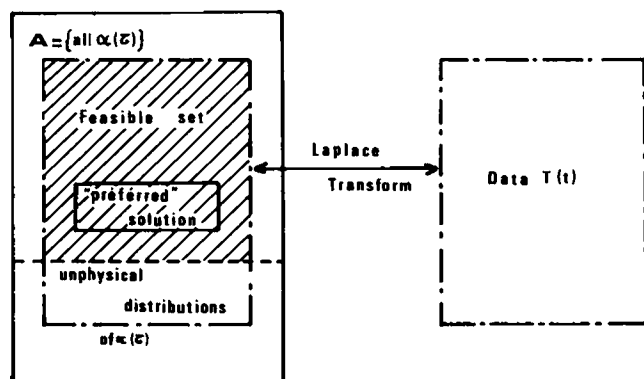 A = {all α(τ)}
Feasible set
"preferred"
solution
unphysical
distributions
of α(τ)
Laplace
Transform
Data T(t)